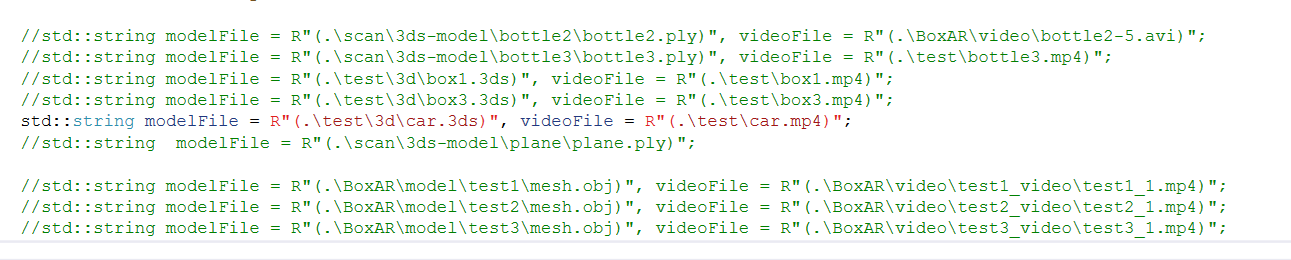 //std::string modelFile = R"(.\scan\3ds-model\bottle2\bottle2.ply)", videoFile = R"(.\BoxAR\video\bottle2-5.avi)";
//std::string modelFile = R"(.\scan\3ds-model\bottle3\bottle3.ply)", videoFile = R"(.\test\bottle3.mp4)";
//std::string modelFile = R"(.\test\3d\box1.3ds)", videoFile = R"(.\test\box1.mp4)";
//std::string modelFile = R"(.\test\3d\box3.3ds)", videoFile = R"(.\test\box3.mp4)";
std::string modelFile = R"(.\test\3d\car.3ds)", videoFile = R"(.\test\car.mp4)";
//std::string  modelFile = R"(.\scan\3ds-model\plane\plane.ply)";
//std::string modelFile = R"(.\BoxAR\model\test1\mesh.obj)", videoFile = R"(.\BoxAR\video\test1_video\test1_1.mp4)";
//std::string modelFile = R"(.\BoxAR\model\test2\mesh.obj)", videoFile = R"(.\BoxAR\video\test2_video\test2_1.mp4)";
//std::string modelFile = R"(.\BoxAR\model\test3\mesh.obj)", videoFile = R"(.\BoxAR\video\test3_video\test3_1.mp4)";